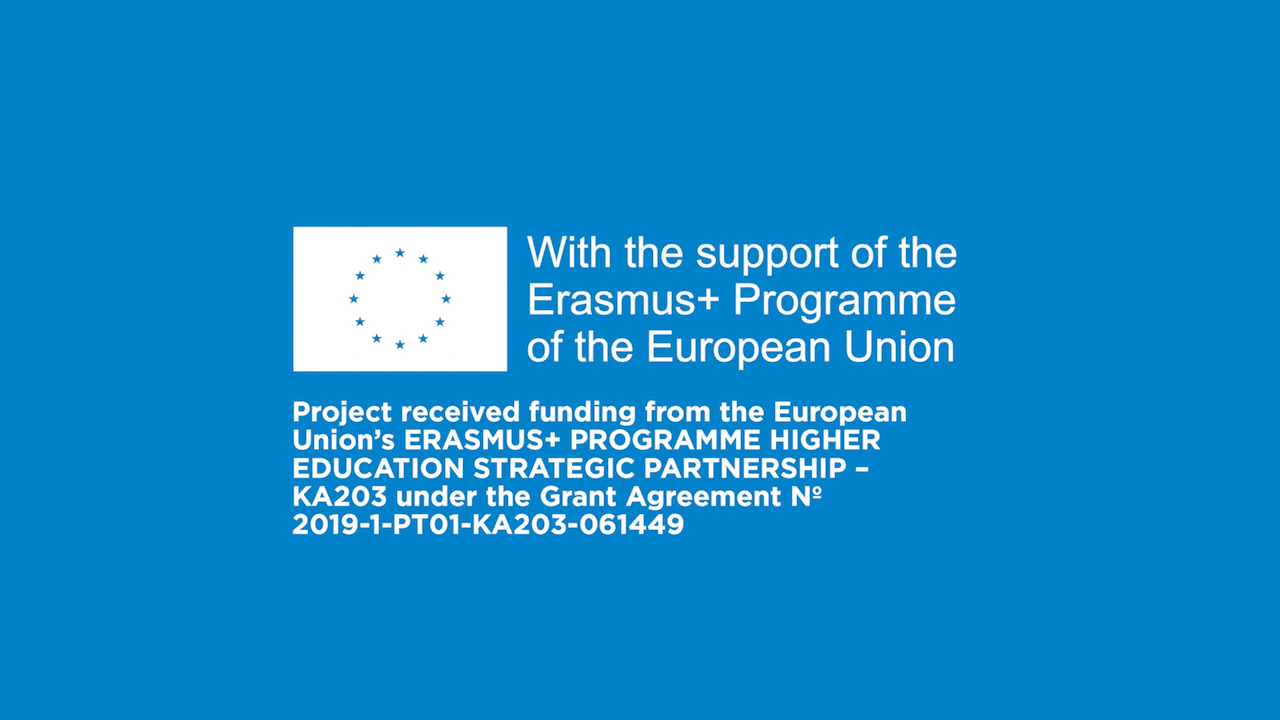 With the support of the
Erasmus+ Programme
of the European Union
Project received funding from the European
Union’s ERASMUS+ PROGRAMME HIGHER
EDUCATION STRATEGIC PARTNERSHIP –
KA203 under the Grant Agreement Nº
2019-1-PT01-KA203-061449